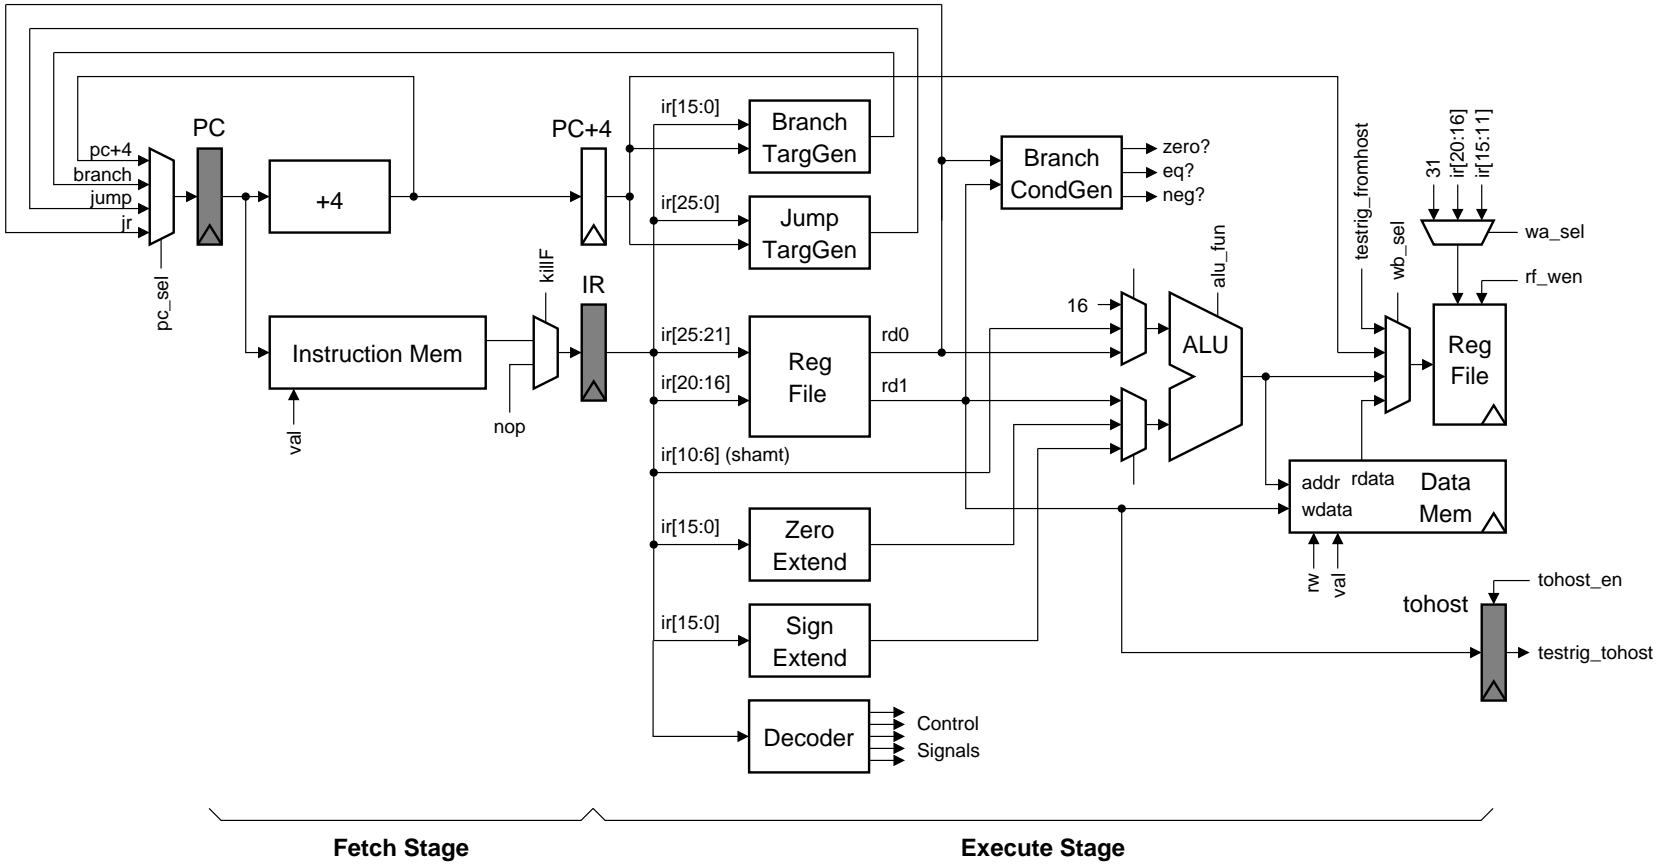 PC
PC+4
pc+4
branch
jump
jr
pc_sel
+4
killF
IR
Instruction Mem
val
nop
ir[15:0]
Branch
TargGen
ir[25:0]
Jump
TargGen
ir[25:21]
ir[20:16]
Reg
File
rd0
rd1
ir[10:6] (shamt)
ir[15:0]
Zero
Extend
ir[15:0]
Sign
Extend
Decoder
Control
Signals
Branch
CondGen
zero?
eq?
neg?
16
alu_fun
ALU
testrig_fromhost
wb_sel
31
ir[20:16]
ir[15:11]
wa_sel
rf_wen
Reg
File
addr
rdata
wdata
Data
Mem
rw
val
tohost_en
tohost
testrig_tohost
Fetch Stage
Execute Stage